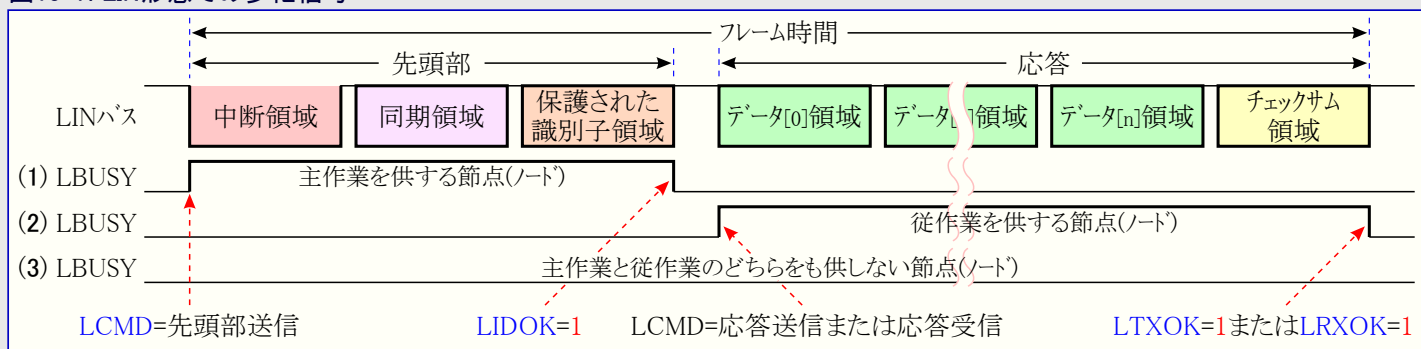 フレーム時間
先頭部 応答
LINバス 中断領域 同期領域 保護された識別子領域 データ[0]領域 データ[ ]領域 データ[n]領域 チェックサム領域
(1) LBUSY 主作業を供する節点(ノード)
(2) LBUSY 従作業を供する節点(ノード)
(3) LBUSY 主作業と従作業のどちらをも供しない節点(ノード)
LCMD=先頭部送信 LIDOK=1 LCMD=応答送信または応答受信 LTXOK=1またはLRXOK=1